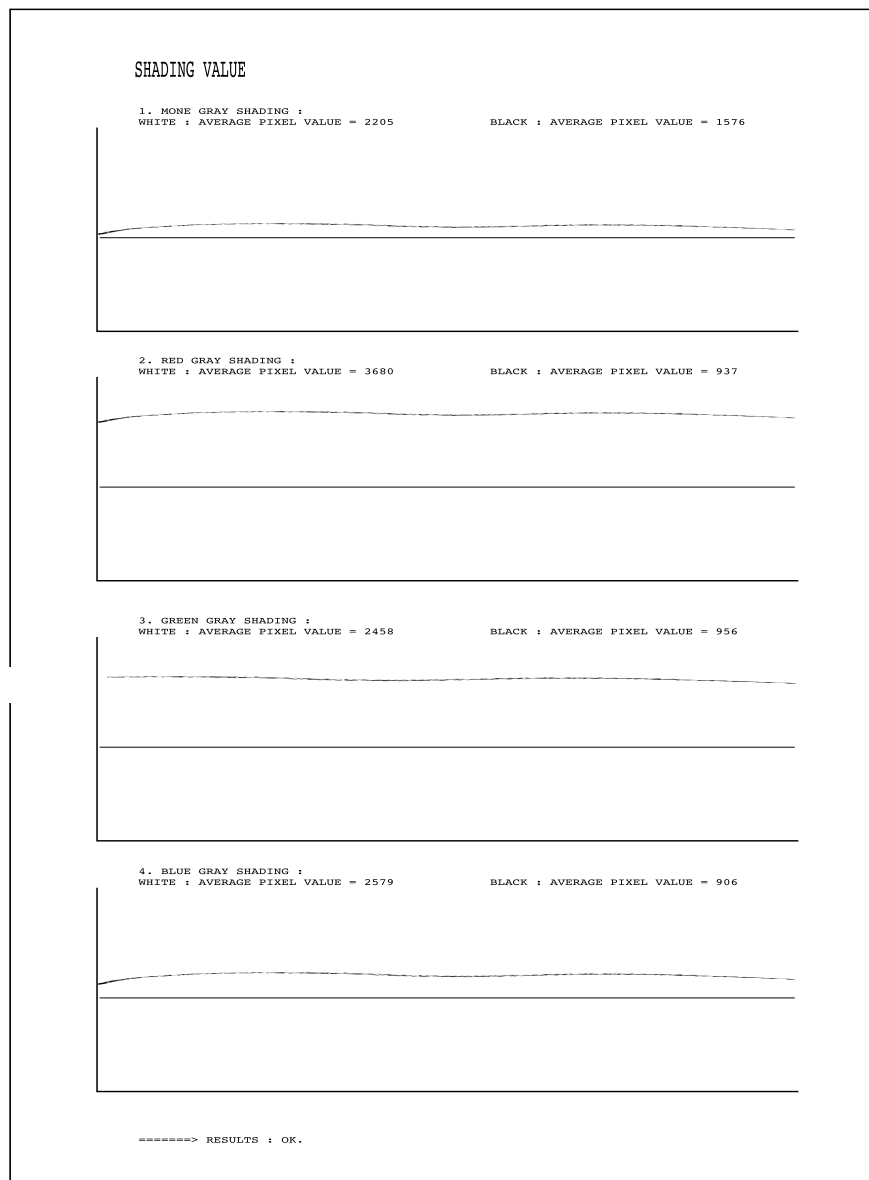 SHADING VALUE
1. MONE GRAY SHADING :
WHITE : AVERAGE PIXEL VALUE = 2205 BLACK : AVERAGE PIXEL VALUE = 1576
2. RED GRAY SHADING :
WHITE : AVERAGE PIXEL VALUE = 3680 BLACK : AVERAGE PIXEL VALUE = 937
3. GREEN GRAY SHADING :
WHITE : AVERAGE PIXEL VALUE = 2458 BLACK : AVERAGE PIXEL VALUE = 956
4. BLUE GRAY SHADING :
WHITE : AVERAGE PIXEL VALUE = 2579 BLACK : AVERAGE PIXEL VALUE = 906
=======> RESULTS : OK.